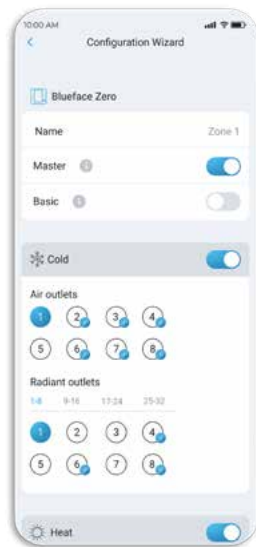 10:00 AM
Configuration Wizard
Blueface Zero
Name Zone 1
Master i
Basic i
Cold
Air outlets
1 2 3 4
5 6 7 8
Radiant outlets
1-8 9-16 17-24 25-32
1 2 3 4
5 6 7 8
Heat